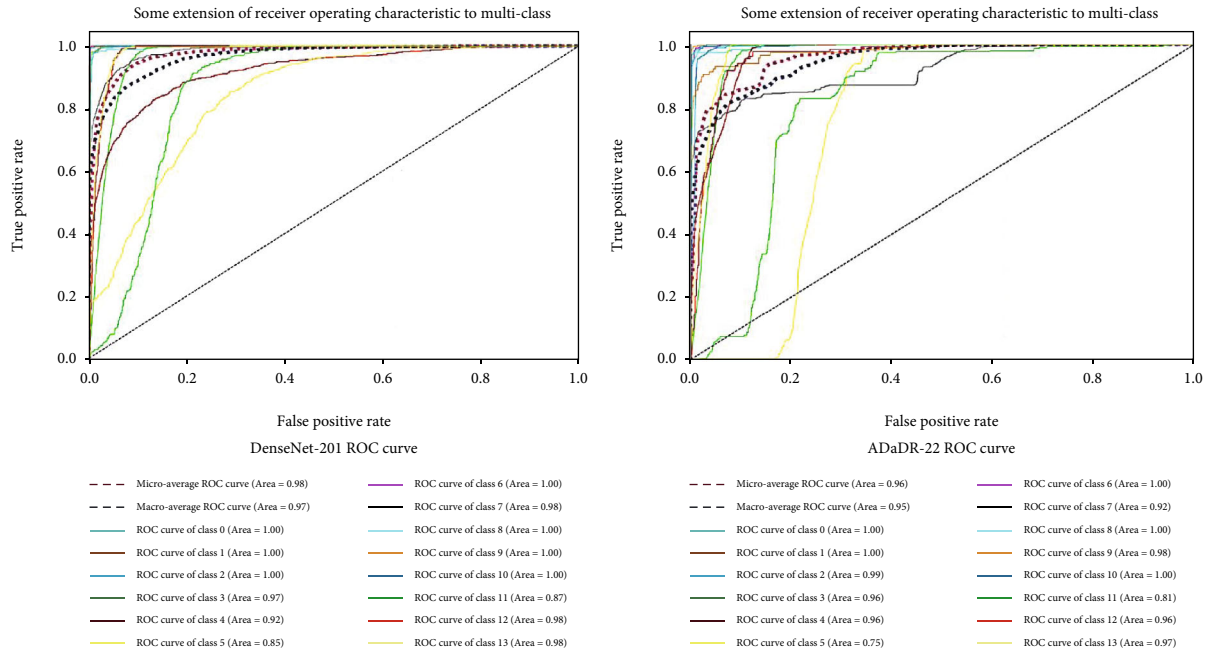 Some extension of receiver operating characteristic to multi-class
1.0
0.8
0.6
0.4
0.2
0.0
True positive rate
0.0 0.2 0.4 0.6 0.8 1.0
False positive rate
DenseNet-201 ROC curve
Micro-average ROC curve (Area = 0.98)
Macro-average ROC curve (Area = 0.97)
ROC curve of class 0 (Area = 1.00)
ROC curve of class 1 (Area = 1.00)
ROC curve of class 2 (Area = 1.00)
ROC curve of class 3 (Area = 0.97)
ROC curve of class 4 (Area = 0.92)
ROC curve of class 5 (Area = 0.85)
ROC curve of class 6 (Area = 1.00)
ROC curve of class 7 (Area = 0.98)
ROC curve of class 8 (Area = 1.00)
ROC curve of class 9 (Area = 1.00)
ROC curve of class 10 (Area = 1.00)
ROC curve of class 11 (Area = 0.87)
ROC curve of class 12 (Area = 0.98)
ROC curve of class 13 (Area = 0.98)
Some extension of receiver operating characteristic to multi-class
1.0
0.8
0.6
0.4
0.2
0.0
True positive rate
0.0 0.2 0.4 0.6 0.8 1.0
False positive rate
ADaDR-22 ROC curve
Micro-average ROC curve (Area = 0.96)
Macro-average ROC curve (Area = 0.95)
ROC curve of class 0 (Area = 1.00)
ROC curve of class 1 (Area = 1.00)
ROC curve of class 2 (Area = 0.99)
ROC curve of class 3 (Area = 0.96)
ROC curve of class 4 (Area = 0.96)
ROC curve of class 5 (Area = 0.75)
ROC curve of class 6 (Area = 1.00)
ROC curve of class 7 (Area = 0.92)
ROC curve of class 8 (Area = 1.00)
ROC curve of class 9 (Area = 0.98)
ROC curve of class 10 (Area = 1.00)
ROC curve of class 11 (Area = 0.81)
ROC curve of class 12 (Area = 0.96)
ROC curve of class 13 (Area = 0.97)